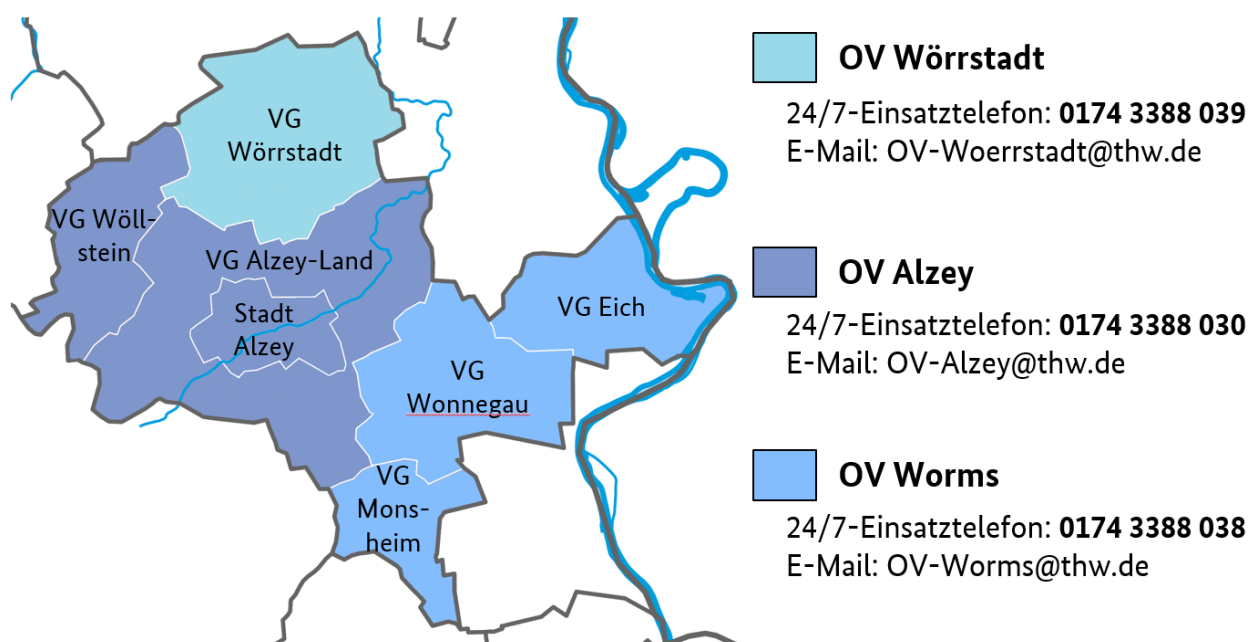 VG
Wörrstadt
VG Wöll-
stein
VG Alzey-Land
Stadt
Alzey
VG Eich
VG
Wonnegau
VG
Mons-
heim
OV Wörrstadt
24/7-Einsatztelefon: 0174 3388 039
E-Mail: OV-Woerrstadt@thw.de
OV Alzey
24/7-Einsatztelefon: 0174 3388 030
E-Mail: OV-Alzey@thw.de
OV Worms
24/7-Einsatztelefon: 0174 3388 038
E-Mail: OV-Worms@thw.de